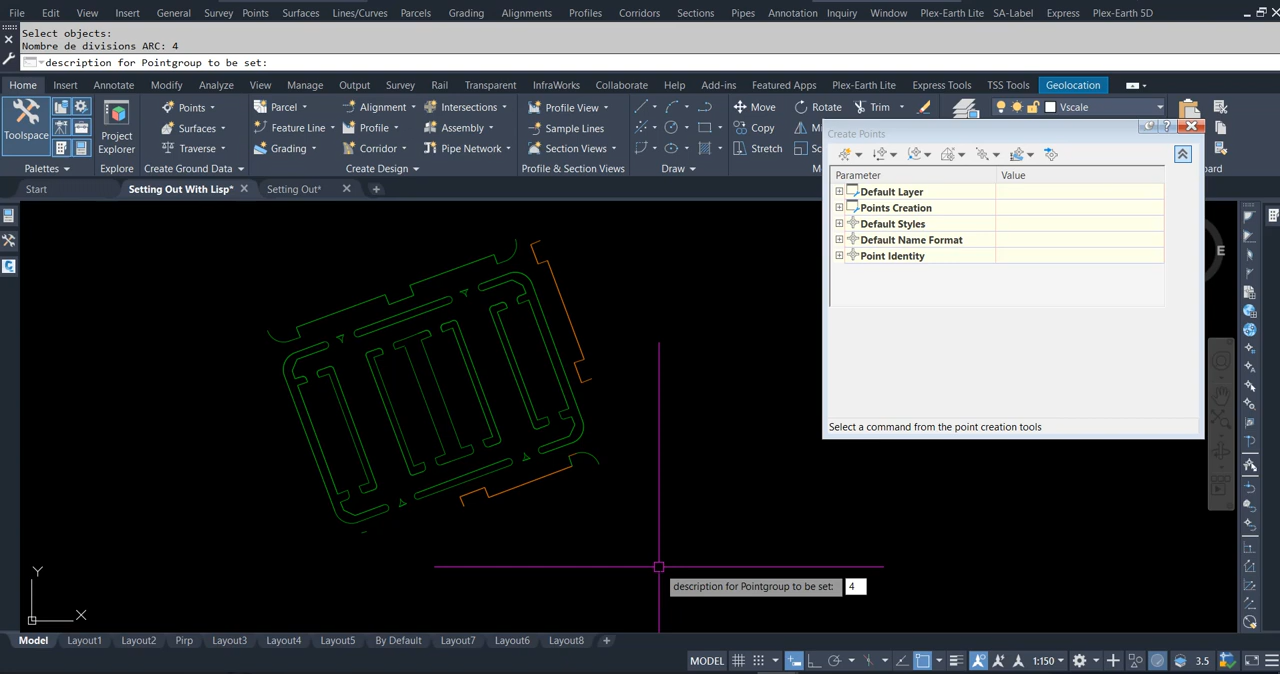 File Edit View Insert General Survey Points Surfaces Lines/Curves Parcels Grading Alignments Profiles Corridors Sections Pipes Annotation Inquiry Window Plex-Earth Lite SA-Label Express Plex-Earth 5D
Select objects:
Nombre de divisions ARC: 4
description for Pointgroup to be set:
Home Insert Annotate Modify Analyze View Manage Output Survey Rail Transparent InfraWorks Collaborate Help Add-ins Featured Apps Plex-Earth Lite Express Tools TSS Tools Geolocation
Points Parcel Alignment Intersections Profile View Move Rotate Trim Vscale
Toolspace Project Explorer Surfaces Feature Line Profile Assembly Sample Lines Copy
Traverse Grading Corridor Pipe Network Section Views Stretch
Palettes Explore Create Ground Data Create Design Profile & Section Views Draw
Start Setting Out With Lisp* Setting Out*
Create Points
Parameter Value
Default Layer
Points Creation
Default Styles
Default Name Format
Point Identity
Select a command from the point creation tools
E
description for Pointgroup to be set: 4
Y
X
Model Layout1 Layout2 Pirp Layout3 Layout4 Layout5 By Default Layout7 Layout6 Layout8
MODEL 1:150 3.5